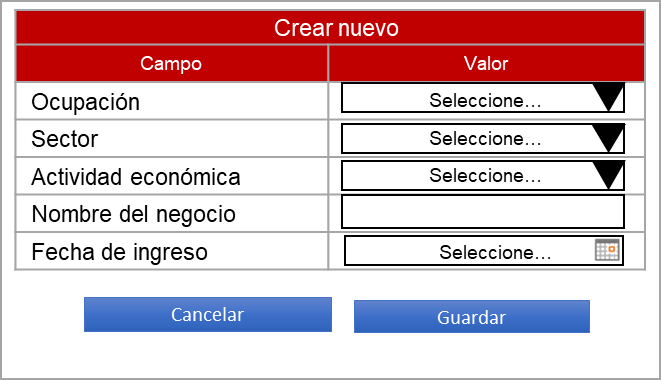 Crear nuevo
Campo Valor
Ocupación Seleccione...
Sector Seleccione...
Actividad económica Seleccione...
Nombre del negocio
Fecha de ingreso Seleccione...
Cancelar Guardar